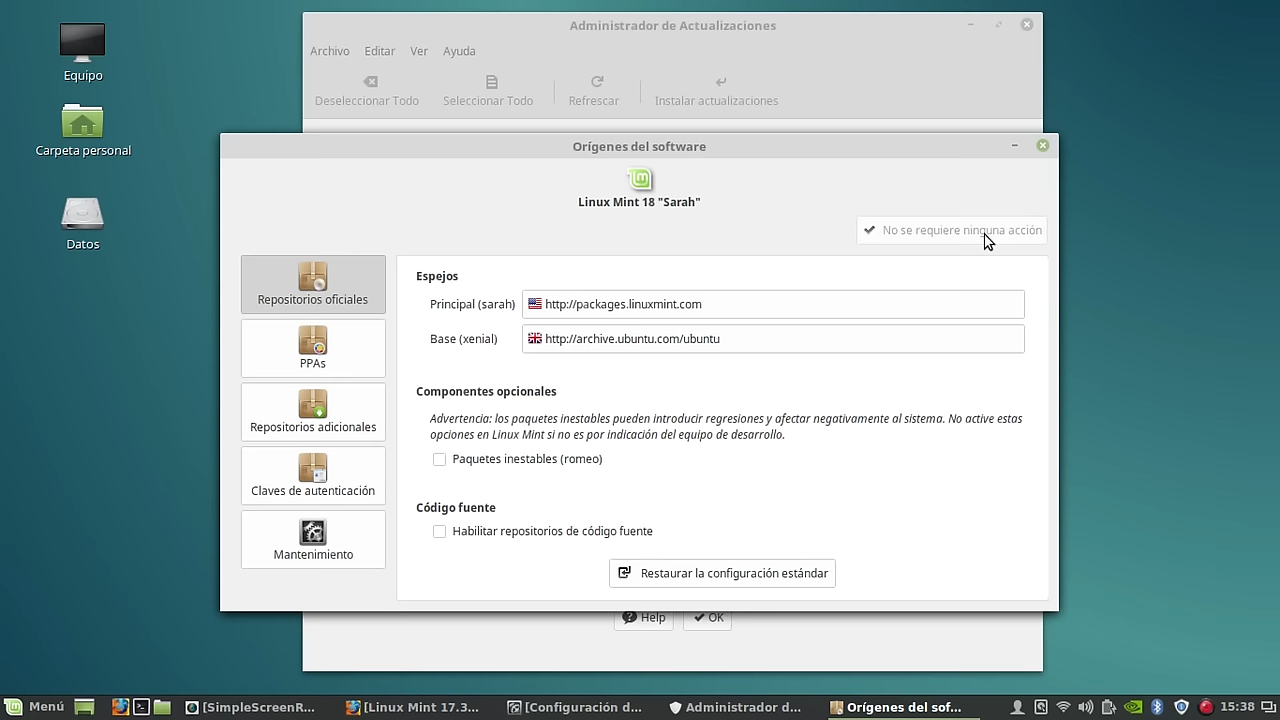 Equipo
Carpeta personal
Datos
Administrador de Actualizaciones
Archivo Editar Ver Ayuda
Deseleccionar Todo Seleccionar Todo Refrescar Instalar actualizaciones
Orígenes del software
Linux Mint 18 "Sarah"
No se requiere ninguna acción
Repositorios oficiales
PPAs
Repositorios adicionales
Claves de autenticación
Mantenimiento
Espejos
Principal (sarah) http://packages.linuxmint.com
Base (xenial) http://archive.ubuntu.com/ubuntu
Componentes opcionales
Advertencia: los paquetes inestables pueden introducir regresiones y afectar negativamente al sistema. No active estas
opciones en Linux Mint si no es por indicación del equipo de desarrollo.
Paquetes inestables (romeo)
Código fuente
Habilitar repositorios de código fuente
Restaurar la configuración estándar
Help OK
Menú [SimpleScreenR... [Linux Mint 17.3... [Configuración d... Administrador d... Orígenes del sof... 15:38